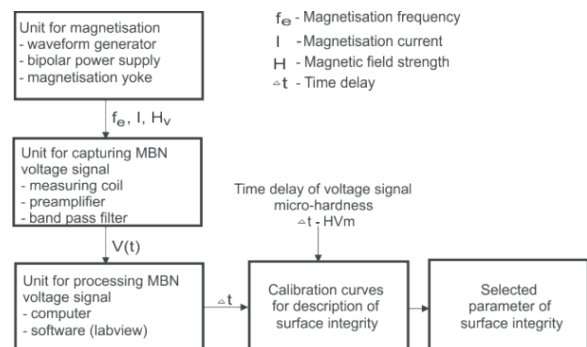 Unit for magnetisation
- waveform generator
- bipolar power supply
- magnetisation yoke
fe - Magnetisation frequency
I - Magnetisation current
H - Magnetic field strength
△t - Time delay
fe, I, Hv
Unit for capturing MBN
voltage signal
- measuring coil
- preamplifier
- band pass filter
Time delay of voltage signal
micro-hardness
△t - HVm
V(t)
Unit for processing MBN
voltage signal
- computer
- software (labview)
△t
Calibration curves
for description of
surface integrity
Selected
parameter of
surface integrity